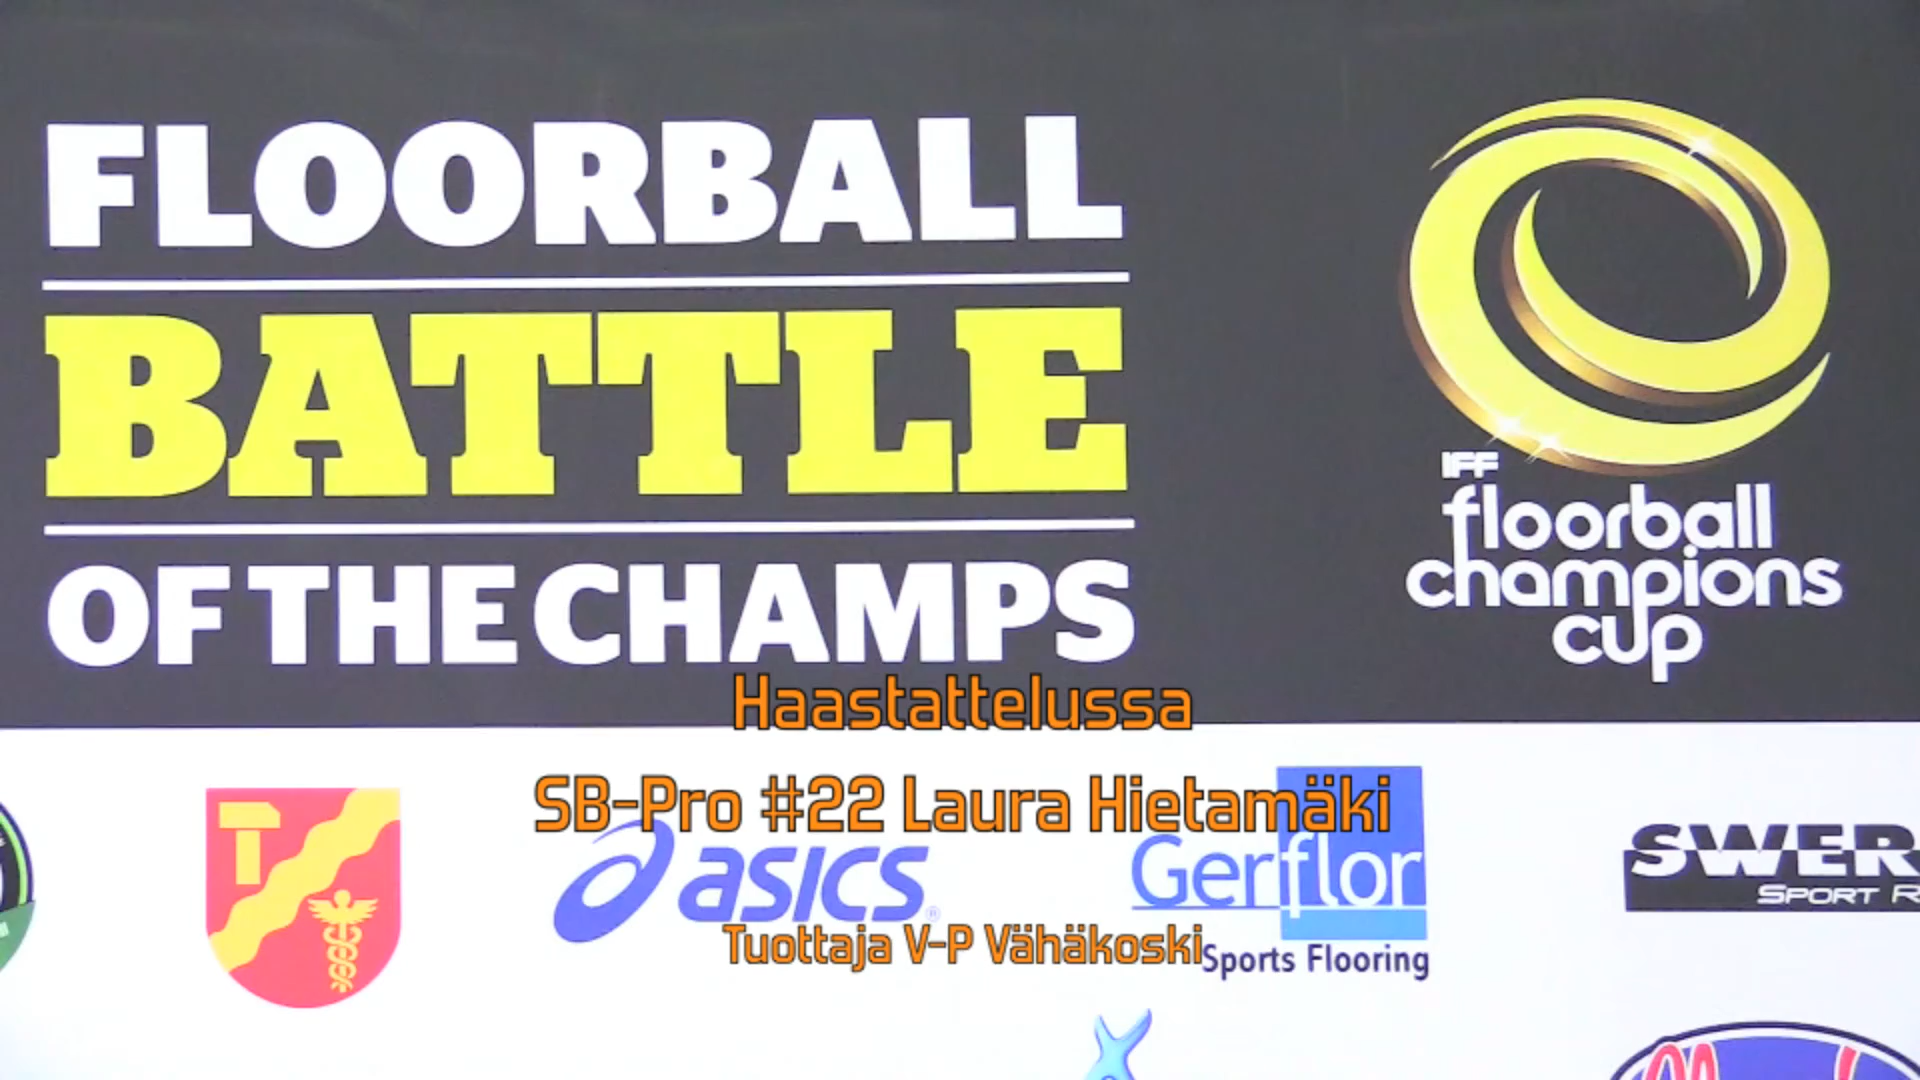 FLOORBALL
BATTLE
OF THE CHAMPS
IFF
floorball
champions
cup
Haastattelussa
SB-Pro #22 Laura Hietamäki
asics®
Gerflor
Sports Flooring
SWER
SPORT R
Tuottaja V-P Vähäkoski